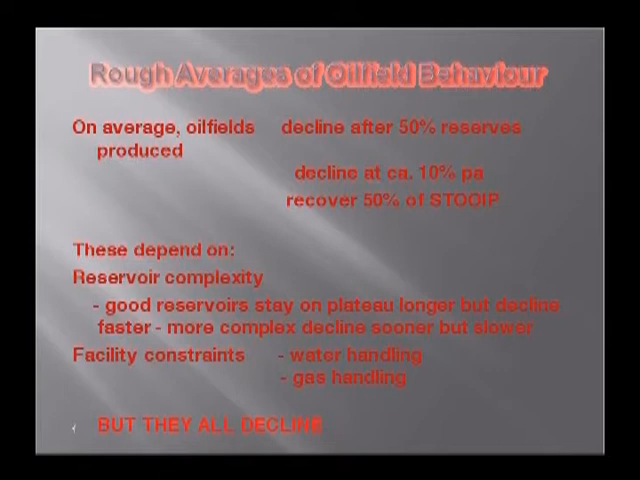 Rough Averages of Oilfield Behaviour
On average, oilfields decline after 50% reserves
produced
decline at ca. 10% pa
recover 50% of STOOIP
These depend on:
Reservoir complexity
- good reservoirs stay on plateau longer but decline
faster - more complex decline sooner but slower
Facility constraints - water handling
- gas handling
BUT THEY ALL DECLINE